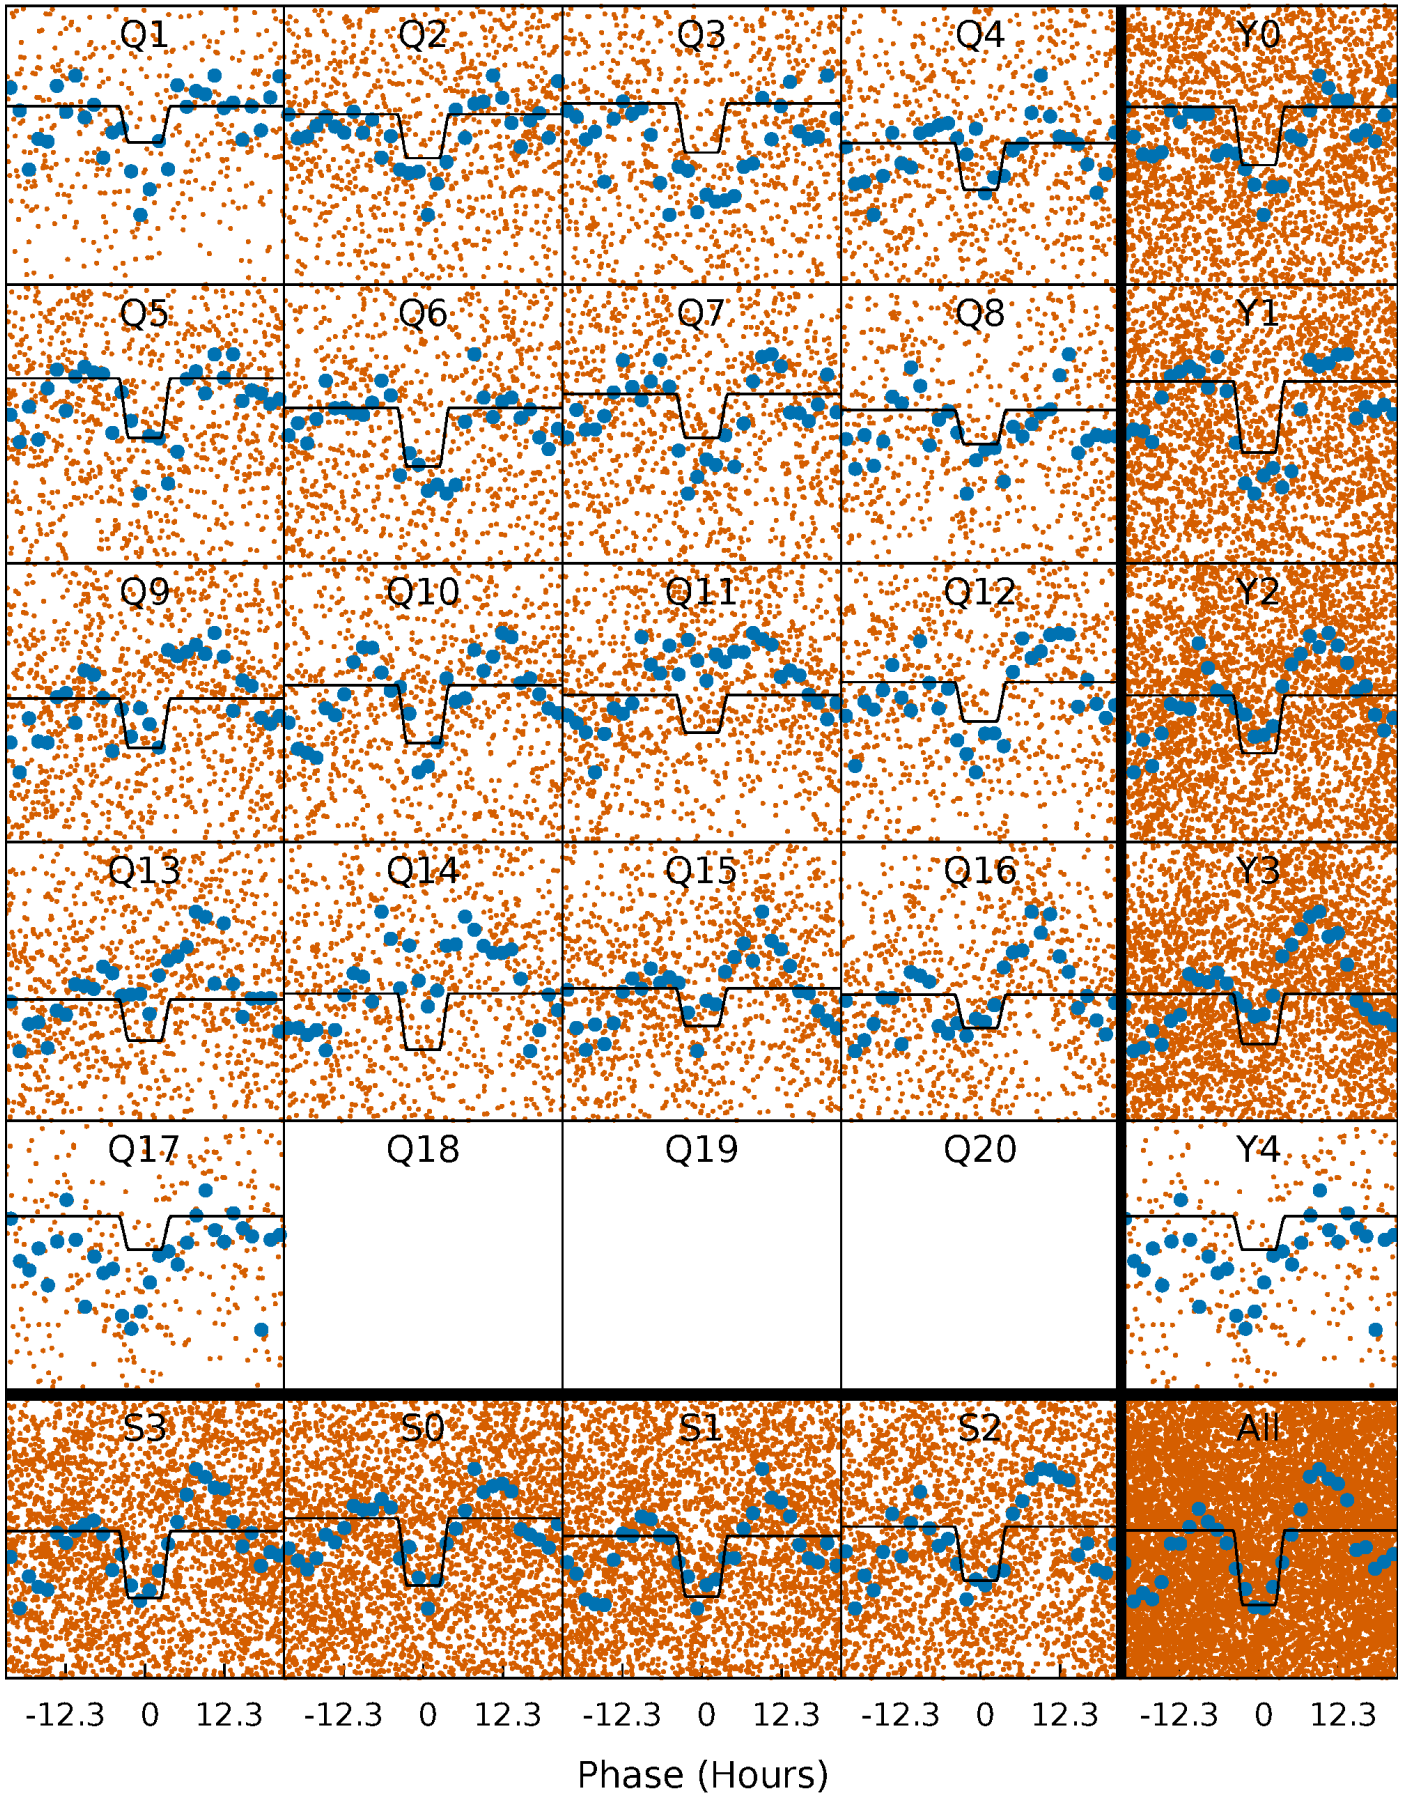 Q1 Q2 Q3 Q4 Y0
Q5 Q6 Q7 Q8 Y1
Q9 Q10 Q11 Q12 Y2
Q13 Q14 Q15 Q16 Y3
Q17 Q18 Q19 Q20 Y4
S3 S0 S1 S2 All
-12.3 0 12.3 -12.3 0 12.3 -12.3 0 12.3 -12.3 0 12.3 -12.3 0 12.3
Phase (Hours)